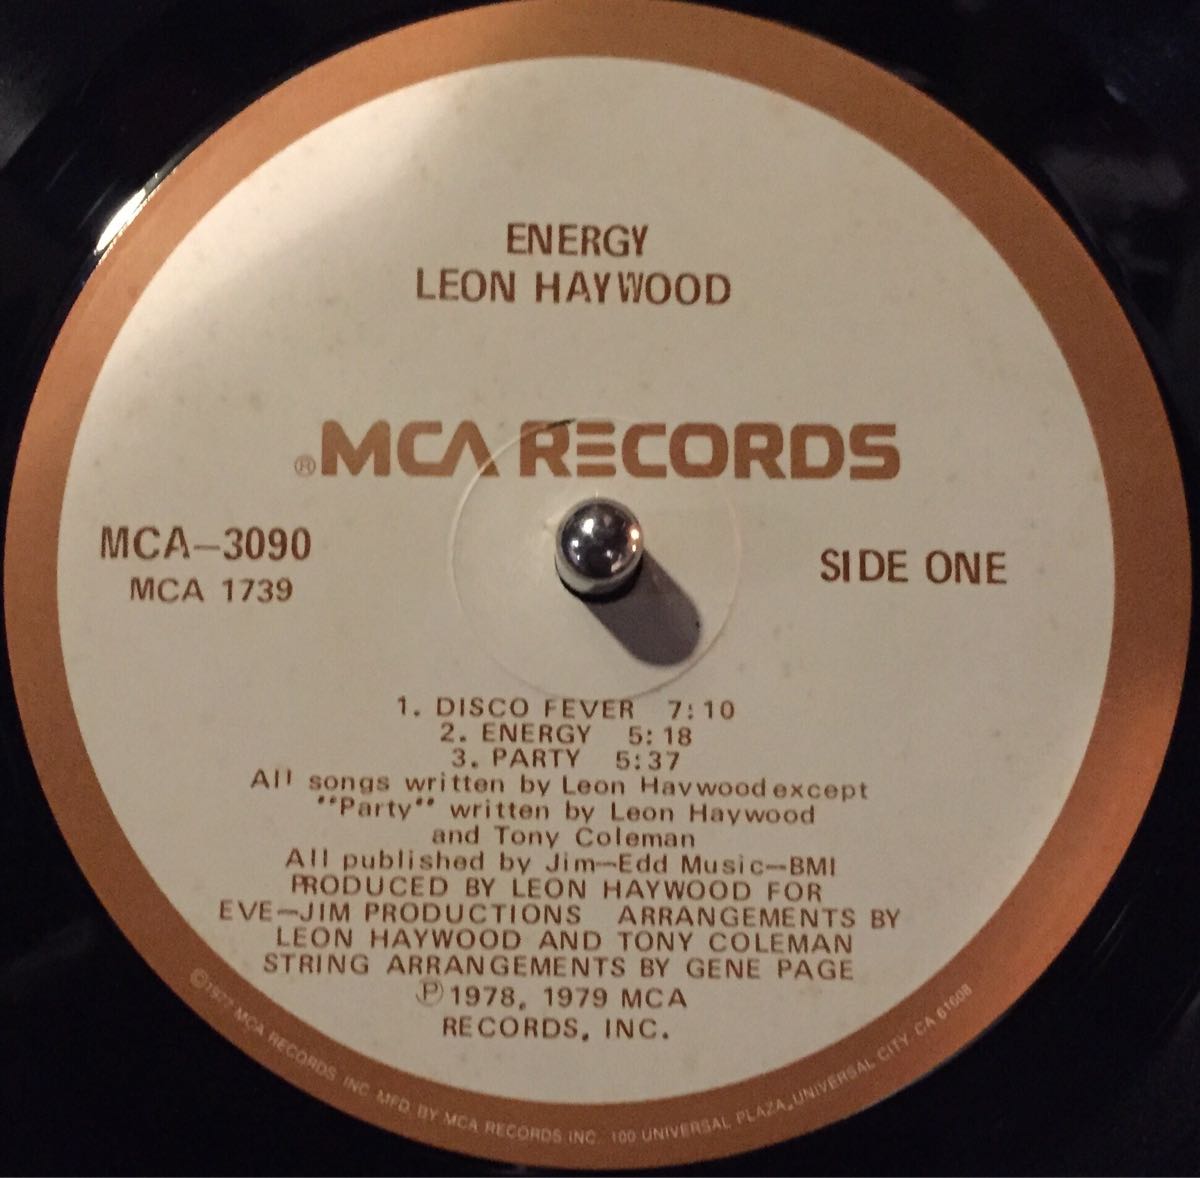 ENERGY
LEON HAYWOOD
®MCA RECORDS
MCA-3090
MCA 1739
SIDE ONE
1. DISCO FEVER 7:10
2. ENERGY 5:18
3. PARTY 5:37
All songs written by Leon Haywood except
"Party" written by Leon Haywood
and Tony Coleman
All published by Jim-Edd Music-BMI
PRODUCED BY LEON HAYWOOD FOR
EVE-JIM PRODUCTIONS ARRANGEMENTS BY
LEON HAYWOOD AND TONY COLEMAN
STRING ARRANGEMENTS BY GENE PAGE
℗1978, 1979 MCA
RECORDS, INC.
©1977 MCA RECORDS INC MFD. BY MCA RECORDS INC. 100 UNIVERSAL PLAZA, UNIVERSAL CITY. CA 61608